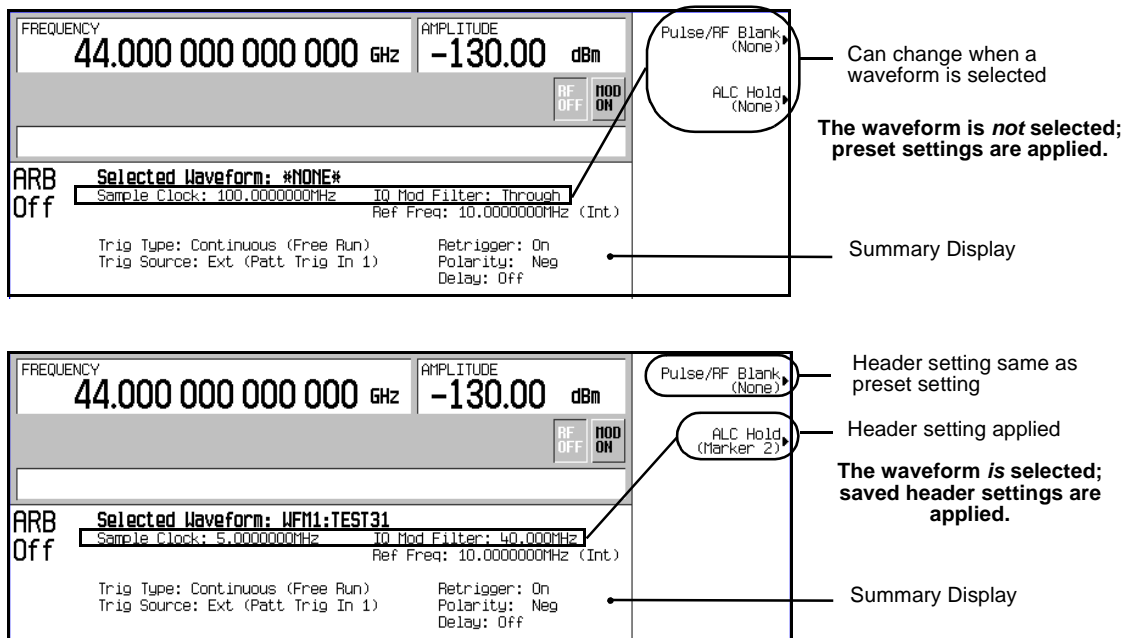 FREQUENCY
44.000 000 000 000 GHz
AMPLITUDE
-130.00 dBm
RF OFF
MOD ON
Pulse/RF Blank
(None)
ALC Hold
(None)
Can change when a
waveform is selected
The waveform is not selected;
preset settings are applied.
ARB
Off
Selected Waveform: *NONE*
Sample Clock: 100.0000000MHz IQ Mod Filter: Through
Ref Freq: 10.0000000MHz (Int)
Trig Type: Continuous (Free Run) Retrigger: On
Trig Source: Ext (Patt Trig In 1) Polarity: Neg
Delay: Off
Summary Display
FREQUENCY
44.000 000 000 000 GHz
AMPLITUDE
-130.00 dBm
RF OFF
MOD ON
Pulse/RF Blank
(None)
Header setting same as
preset setting
ALC Hold
(Marker 2)
Header setting applied
The waveform is selected;
saved header settings are
applied.
ARB
Off
Selected Waveform: WFM1:TEST31
Sample Clock: 5.0000000MHz IQ Mod Filter: 40.000MHz
Ref Freq: 10.0000000MHz (Int)
Trig Type: Continuous (Free Run) Retrigger: On
Trig Source: Ext (Patt Trig In 1) Polarity: Neg
Delay: Off
Summary Display